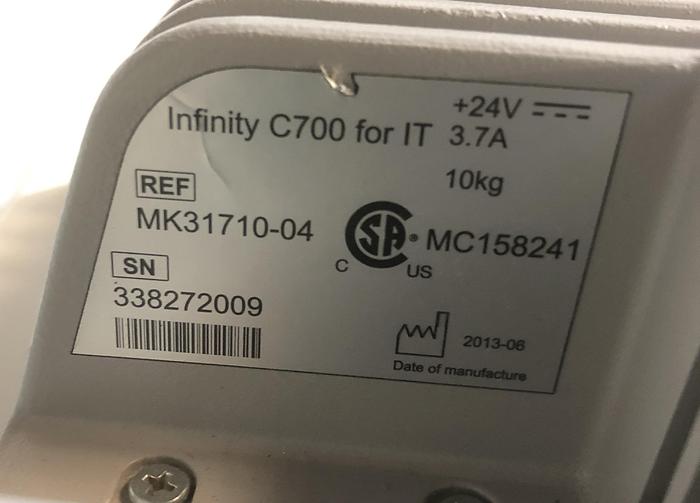 Infinity C700 for IT
+24V
3.7A
10kg
REF
MK31710-04
C SA ® US MC158241
SN
338272009
2013-06
Date of manufacture